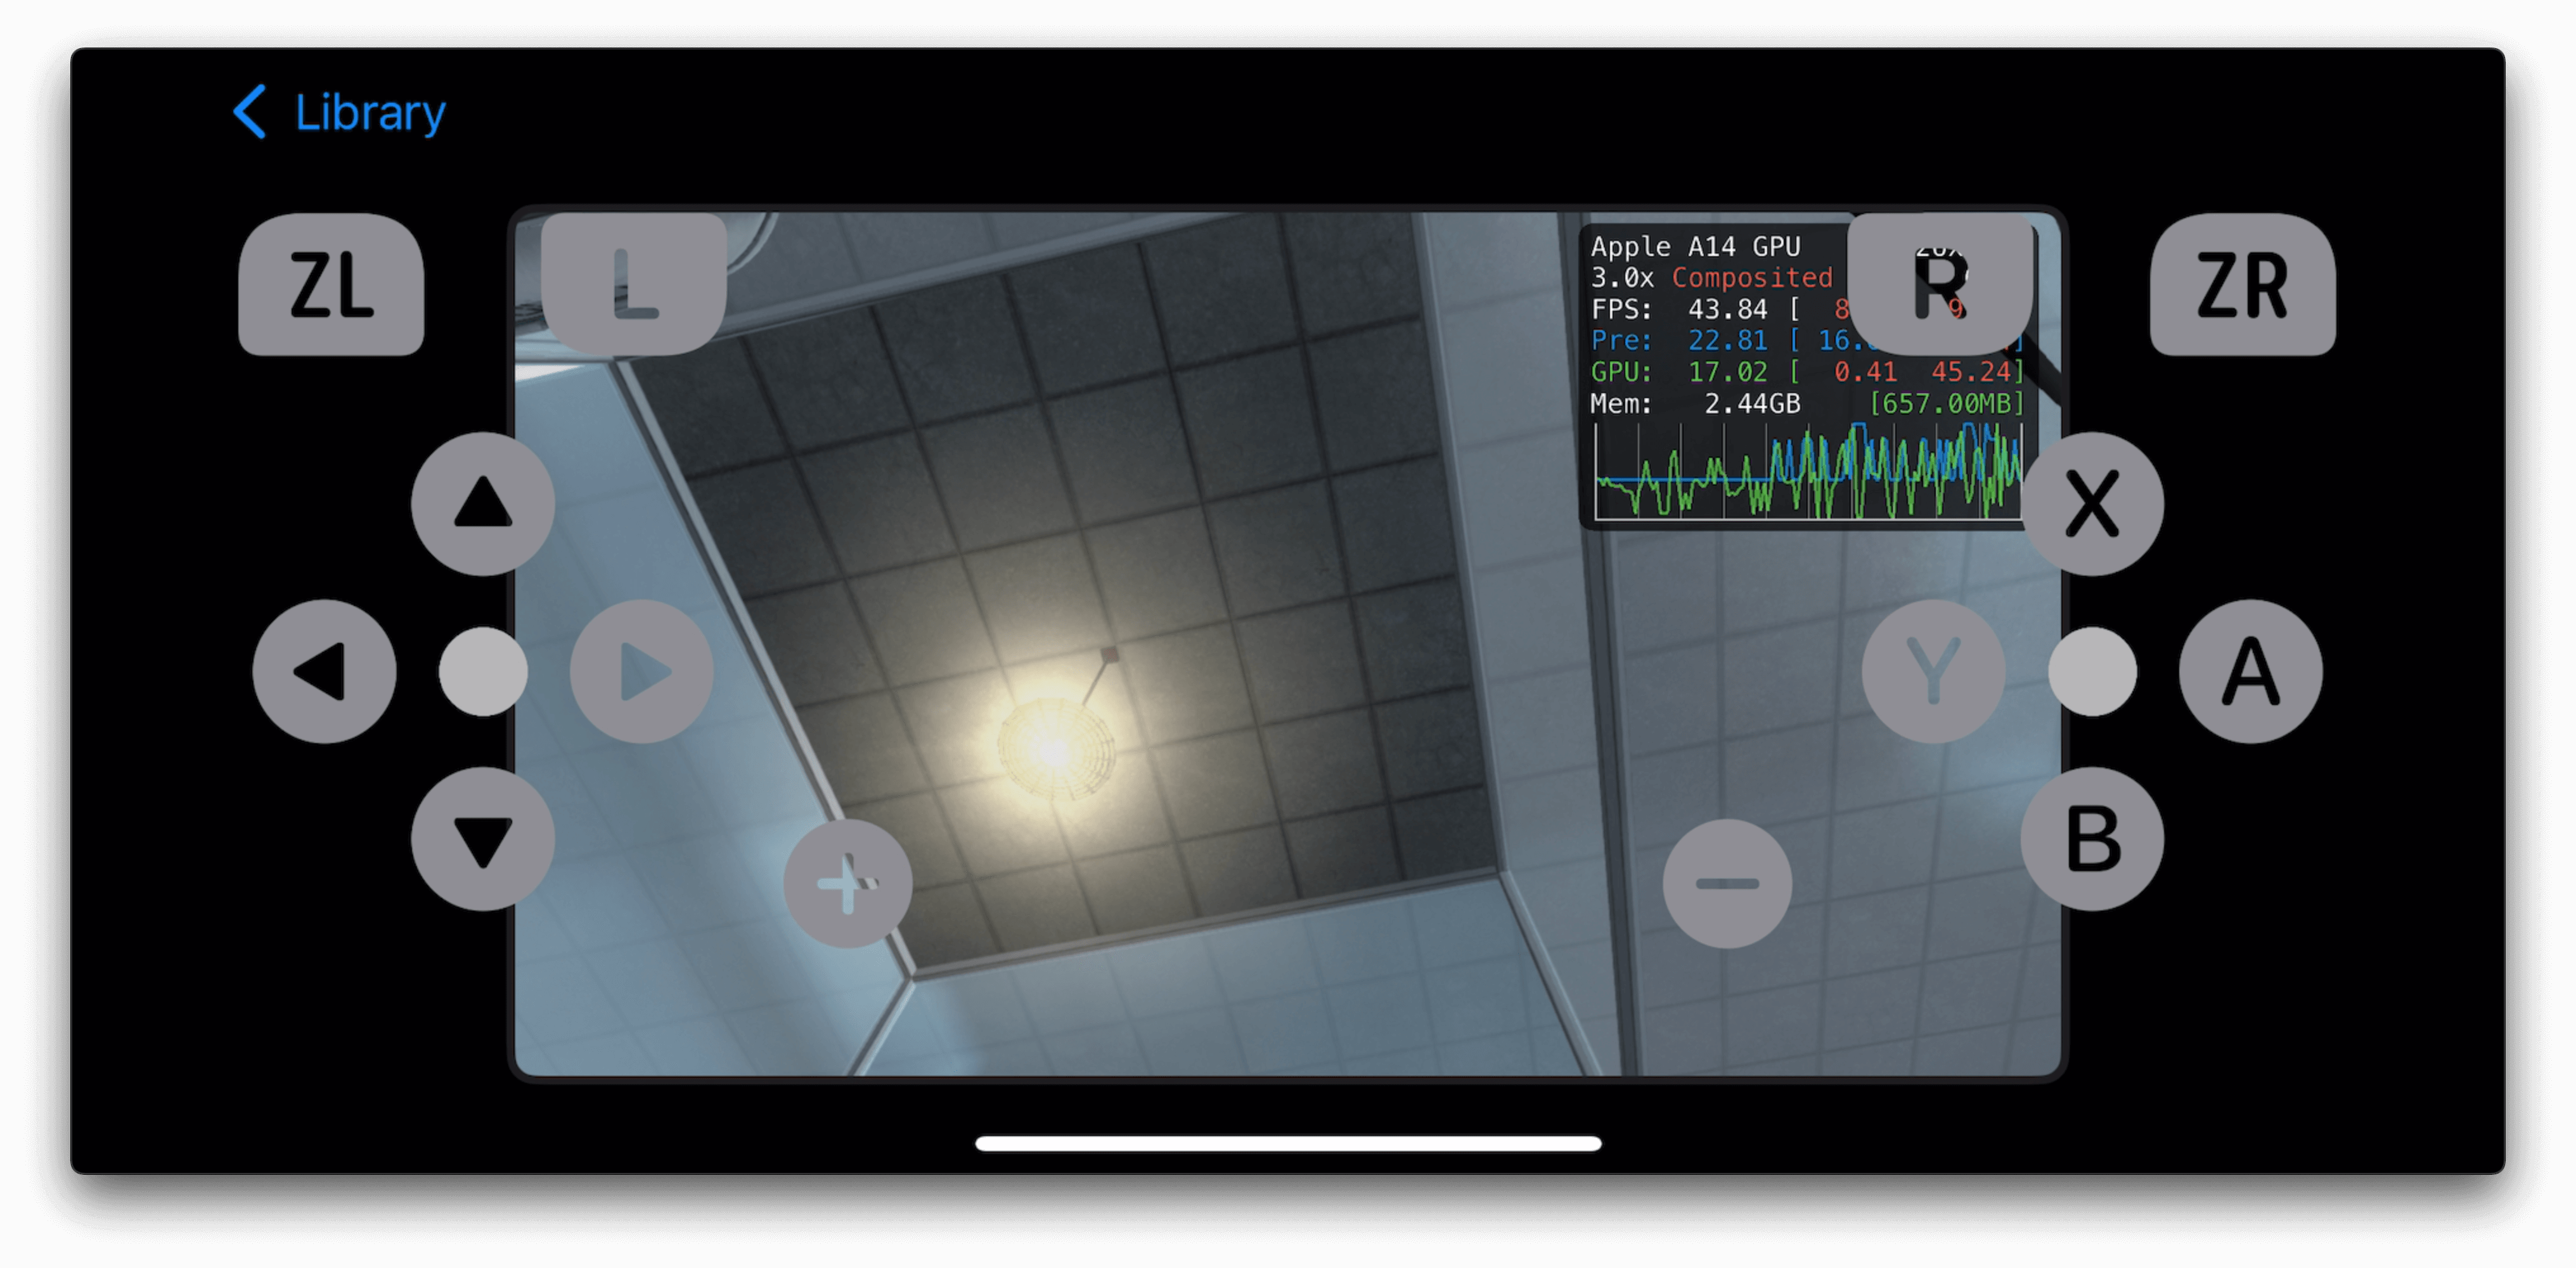 Library
ZL
L
R
ZR
Apple A14 GPU
3.0x Composited
FPS: 43.84 [
Pre: 22.81 [ 16.
GPU: 17.02 [ 0.41 45.24]
Mem: 2.44GB [657.00MB]
X
Y
A
B
+
−